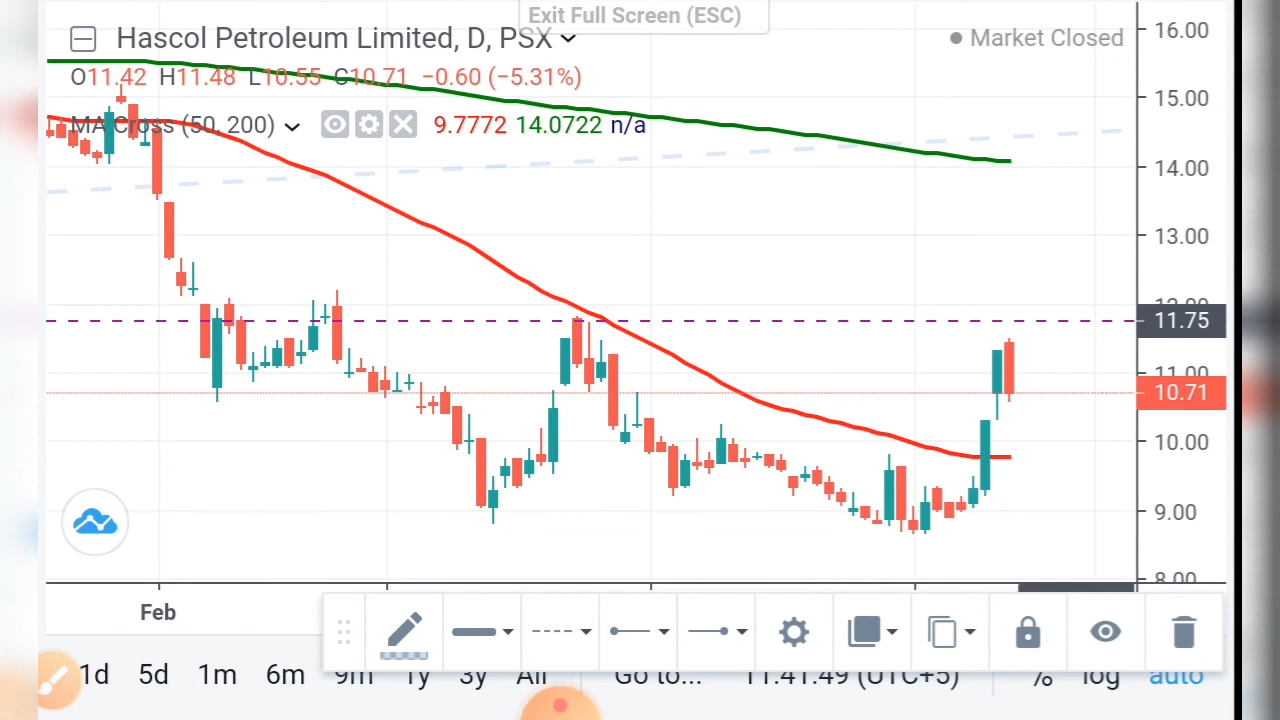 Exit Full Screen (ESC)
Hascol Petroleum Limited, D, PSX
Market Closed
O11.42 H11.48 L10.55 C10.71 −0.60 (−5.31%)
MA Cross (50, 200) 9.7772 14.0722 n/a
16.00
15.00
14.00
13.00
12.00
11.75
11.00
10.71
10.00
9.00
8.00
Feb
1d 5d 1m 6m 9m 1y 3y All Go to... 11:41:49 (UTC+5) % log auto